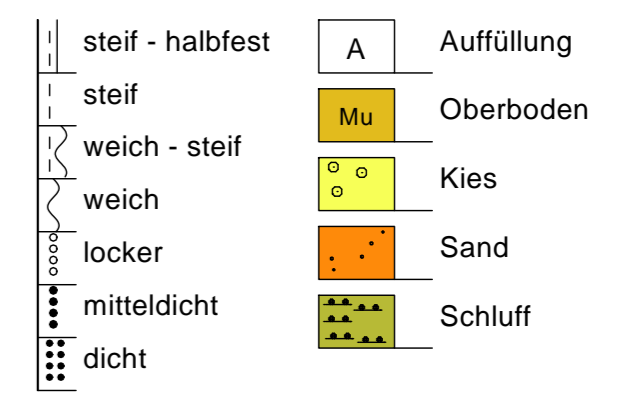 steif - halbfest
steif
weich - steif
weich
locker
mitteldicht
dicht
A Auffüllung
Mu Oberboden
Kies
Sand
Schluff